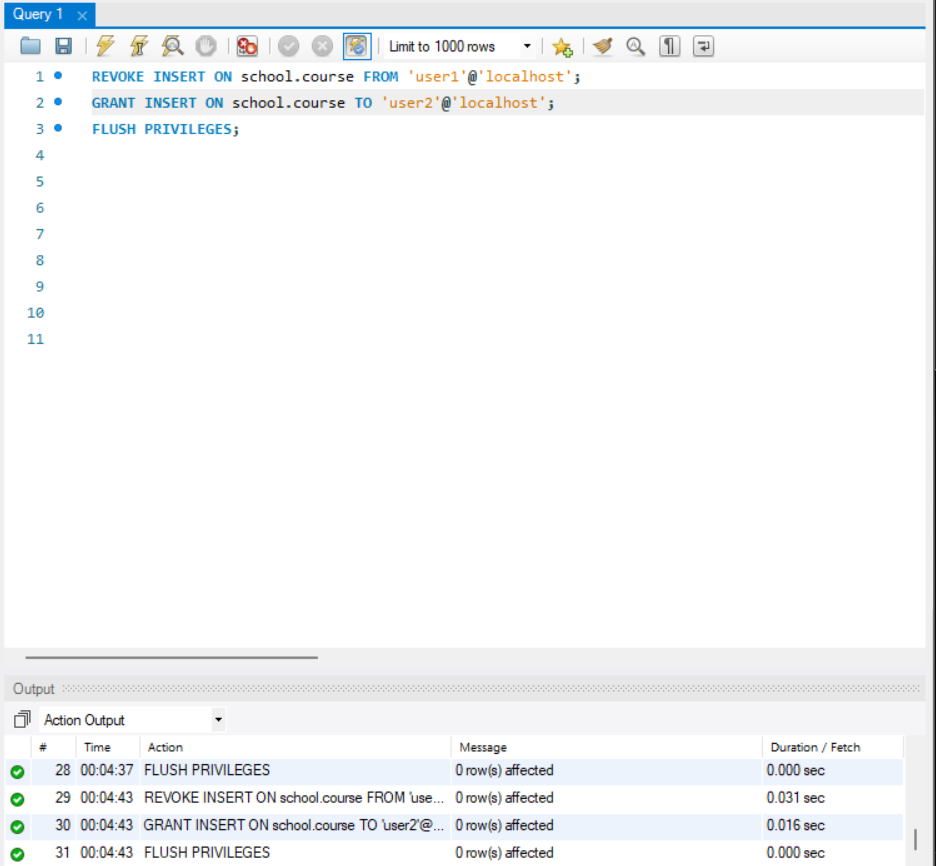 Query 1
Limit to 1000 rows
1 REVOKE INSERT ON school.course FROM 'user1'@'localhost';
2 GRANT INSERT ON school.course TO 'user2'@'localhost';
3 FLUSH PRIVILEGES;
4
5
6
7
8
9
10
11
Output
Action Output
# Time Action Message Duration / Fetch
28 00:04:37 FLUSH PRIVILEGES 0 row(s) affected 0.000 sec
29 00:04:43 REVOKE INSERT ON school.course FROM 'use... 0 row(s) affected 0.031 sec
30 00:04:43 GRANT INSERT ON school.course TO 'user2'@... 0 row(s) affected 0.016 sec
31 00:04:43 FLUSH PRIVILEGES 0 row(s) affected 0.000 sec